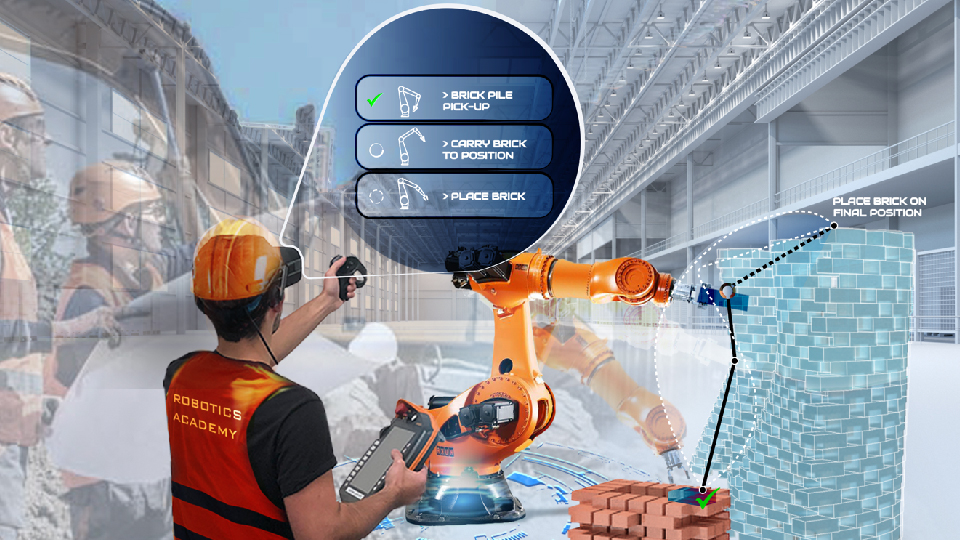 > BRICK PILE
PICK-UP
> CARRY BRICK
TO POSITION
> PLACE BRICK
PLACE BRICK ON
FINAL POSITION
ROBOTICS
ACADEMY